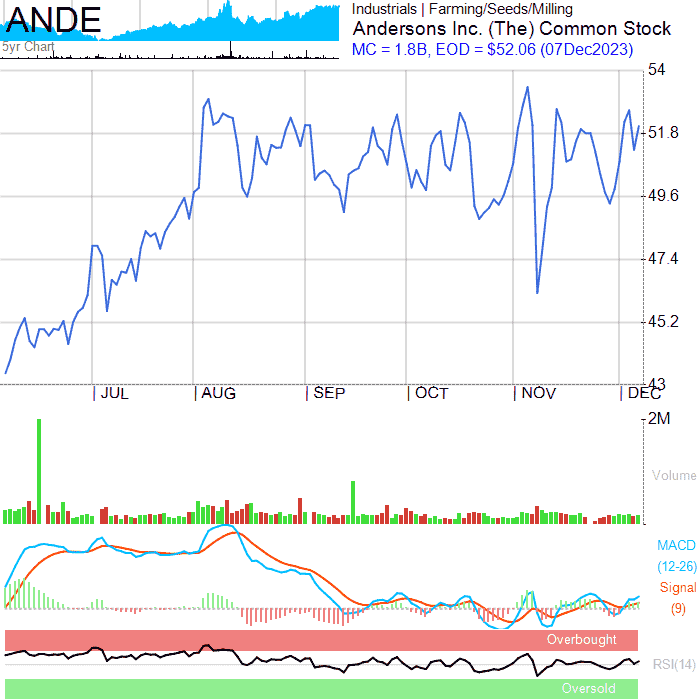 ANDE
5yr Chart
Industrials | Farming/Seeds/Milling
Andersons Inc. (The) Common Stock
MC = 1.8B, EOD = $52.06 (07Dec2023)
54
51.8
49.6
47.4
45.2
43
JUL AUG SEP OCT NOV DEC
2M
Volume
MACD
(12-26)
Signal
(9)
Overbought
RSI(14)
Oversold